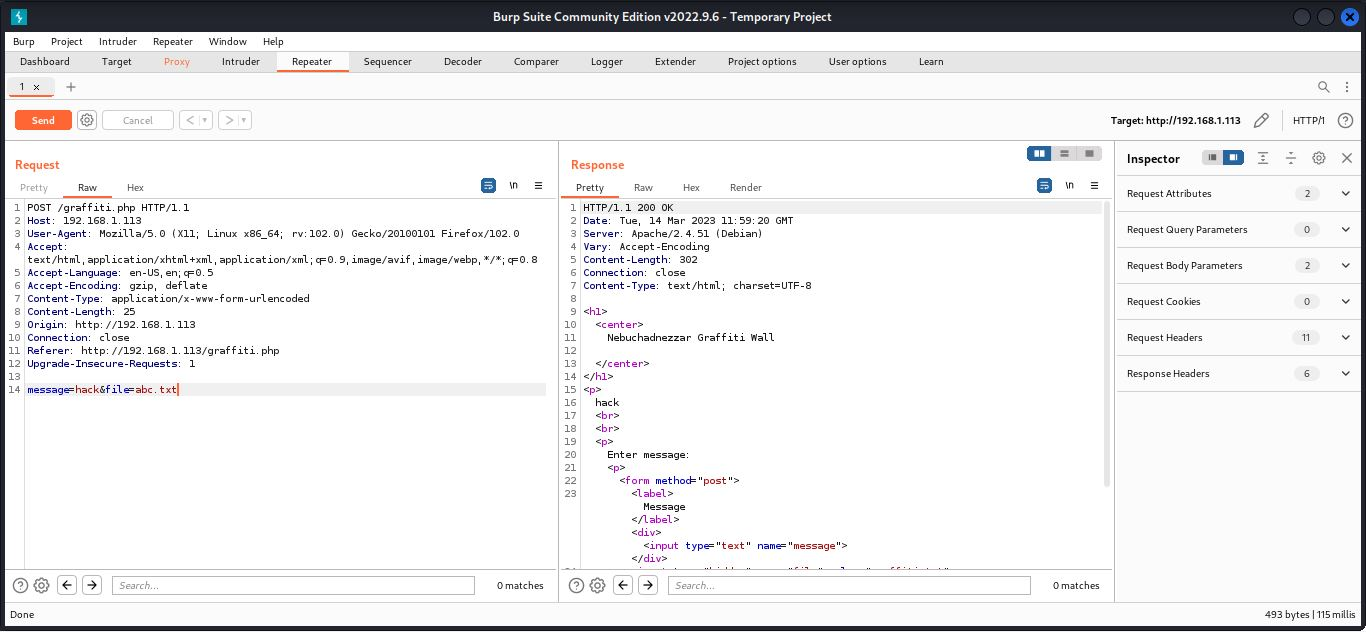 Burp Suite Community Edition v2022.9.6 - Temporary Project
Burp Project Intruder Repeater Window Help
Dashboard Target Proxy Intruder Repeater Sequencer Decoder Comparer Logger Extender Project options User options Learn
1 × +
Send Cancel < > Target: http://192.168.1.113 HTTP/1 ?
Request
Pretty Raw Hex \n
1 POST /graffiti.php HTTP/1.1
2 Host: 192.168.1.113
3 User-Agent: Mozilla/5.0 (X11; Linux x86_64; rv:102.0) Gecko/20100101 Firefox/102.0
4 Accept:
text/html,application/xhtml+xml,application/xml;q=0.9,image/avif,image/webp,*/*;q=0.8
5 Accept-Language: en-US,en;q=0.5
6 Accept-Encoding: gzip, deflate
7 Content-Type: application/x-www-form-urlencoded
8 Content-Length: 25
9 Origin: http://192.168.1.113
10 Connection: close
11 Referer: http://192.168.1.113/graffiti.php
12 Upgrade-Insecure-Requests: 1
13
14 message=hack&file=abc.txt
? Search... 0 matches
Response
Pretty Raw Hex Render \n
1 HTTP/1.1 200 OK
2 Date: Tue, 14 Mar 2023 11:59:20 GMT
3 Server: Apache/2.4.51 (Debian)
4 Vary: Accept-Encoding
5 Content-Length: 302
6 Connection: close
7 Content-Type: text/html; charset=UTF-8
8
9 <h1>
10 <center>
11 Nebuchadnezzar Graffiti Wall
12
13 </center>
14 </h1>
15 <p>
16 hack
17 <br>
18 <br>
19 <p>
20 Enter message:
21 <p>
22 <form method="post">
23 <label>
Message
</label>
<div>
<input type="text" name="message">
</div>
? Search... 0 matches
Inspector
Request Attributes 2
Request Query Parameters 0
Request Body Parameters 2
Request Cookies 0
Request Headers 11
Response Headers 6
Done 493 bytes | 115 millis